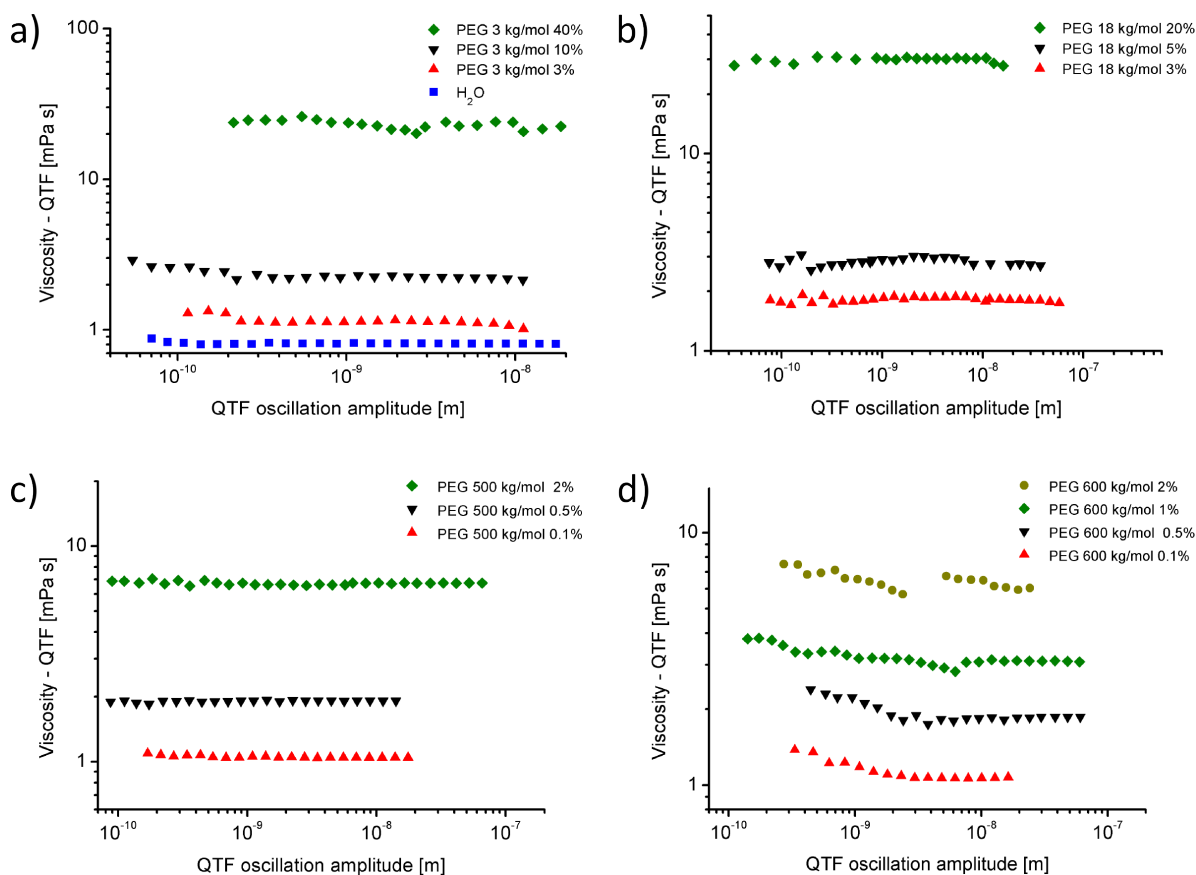 a)
100
10
1
10-10
10-9
10-8
Viscosity - QTF [mPa s]
QTF oscillation amplitude [m]
PEG 3 kg/mol 40%
PEG 3 kg/mol 10%
PEG 3 kg/mol 3%
H2O
b)
10
1
10-10
10-9
10-8
10-7
Viscosity - QTF [mPa s]
QTF oscillation amplitude [m]
PEG 18 kg/mol 20%
PEG 18 kg/mol 5%
PEG 18 kg/mol 3%
c)
10
1
10-10
10-9
10-8
10-7
Viscosity - QTF [mPa s]
QTF oscillation amplitude [m]
PEG 500 kg/mol 2%
PEG 500 kg/mol 0.5%
PEG 500 kg/mol 0.1%
d)
10
1
10-10
10-9
10-8
10-7
Viscosity - QTF [mPa s]
QTF oscillation amplitude [m]
PEG 600 kg/mol 2%
PEG 600 kg/mol 1%
PEG 600 kg/mol 0.5%
PEG 600 kg/mol 0.1%